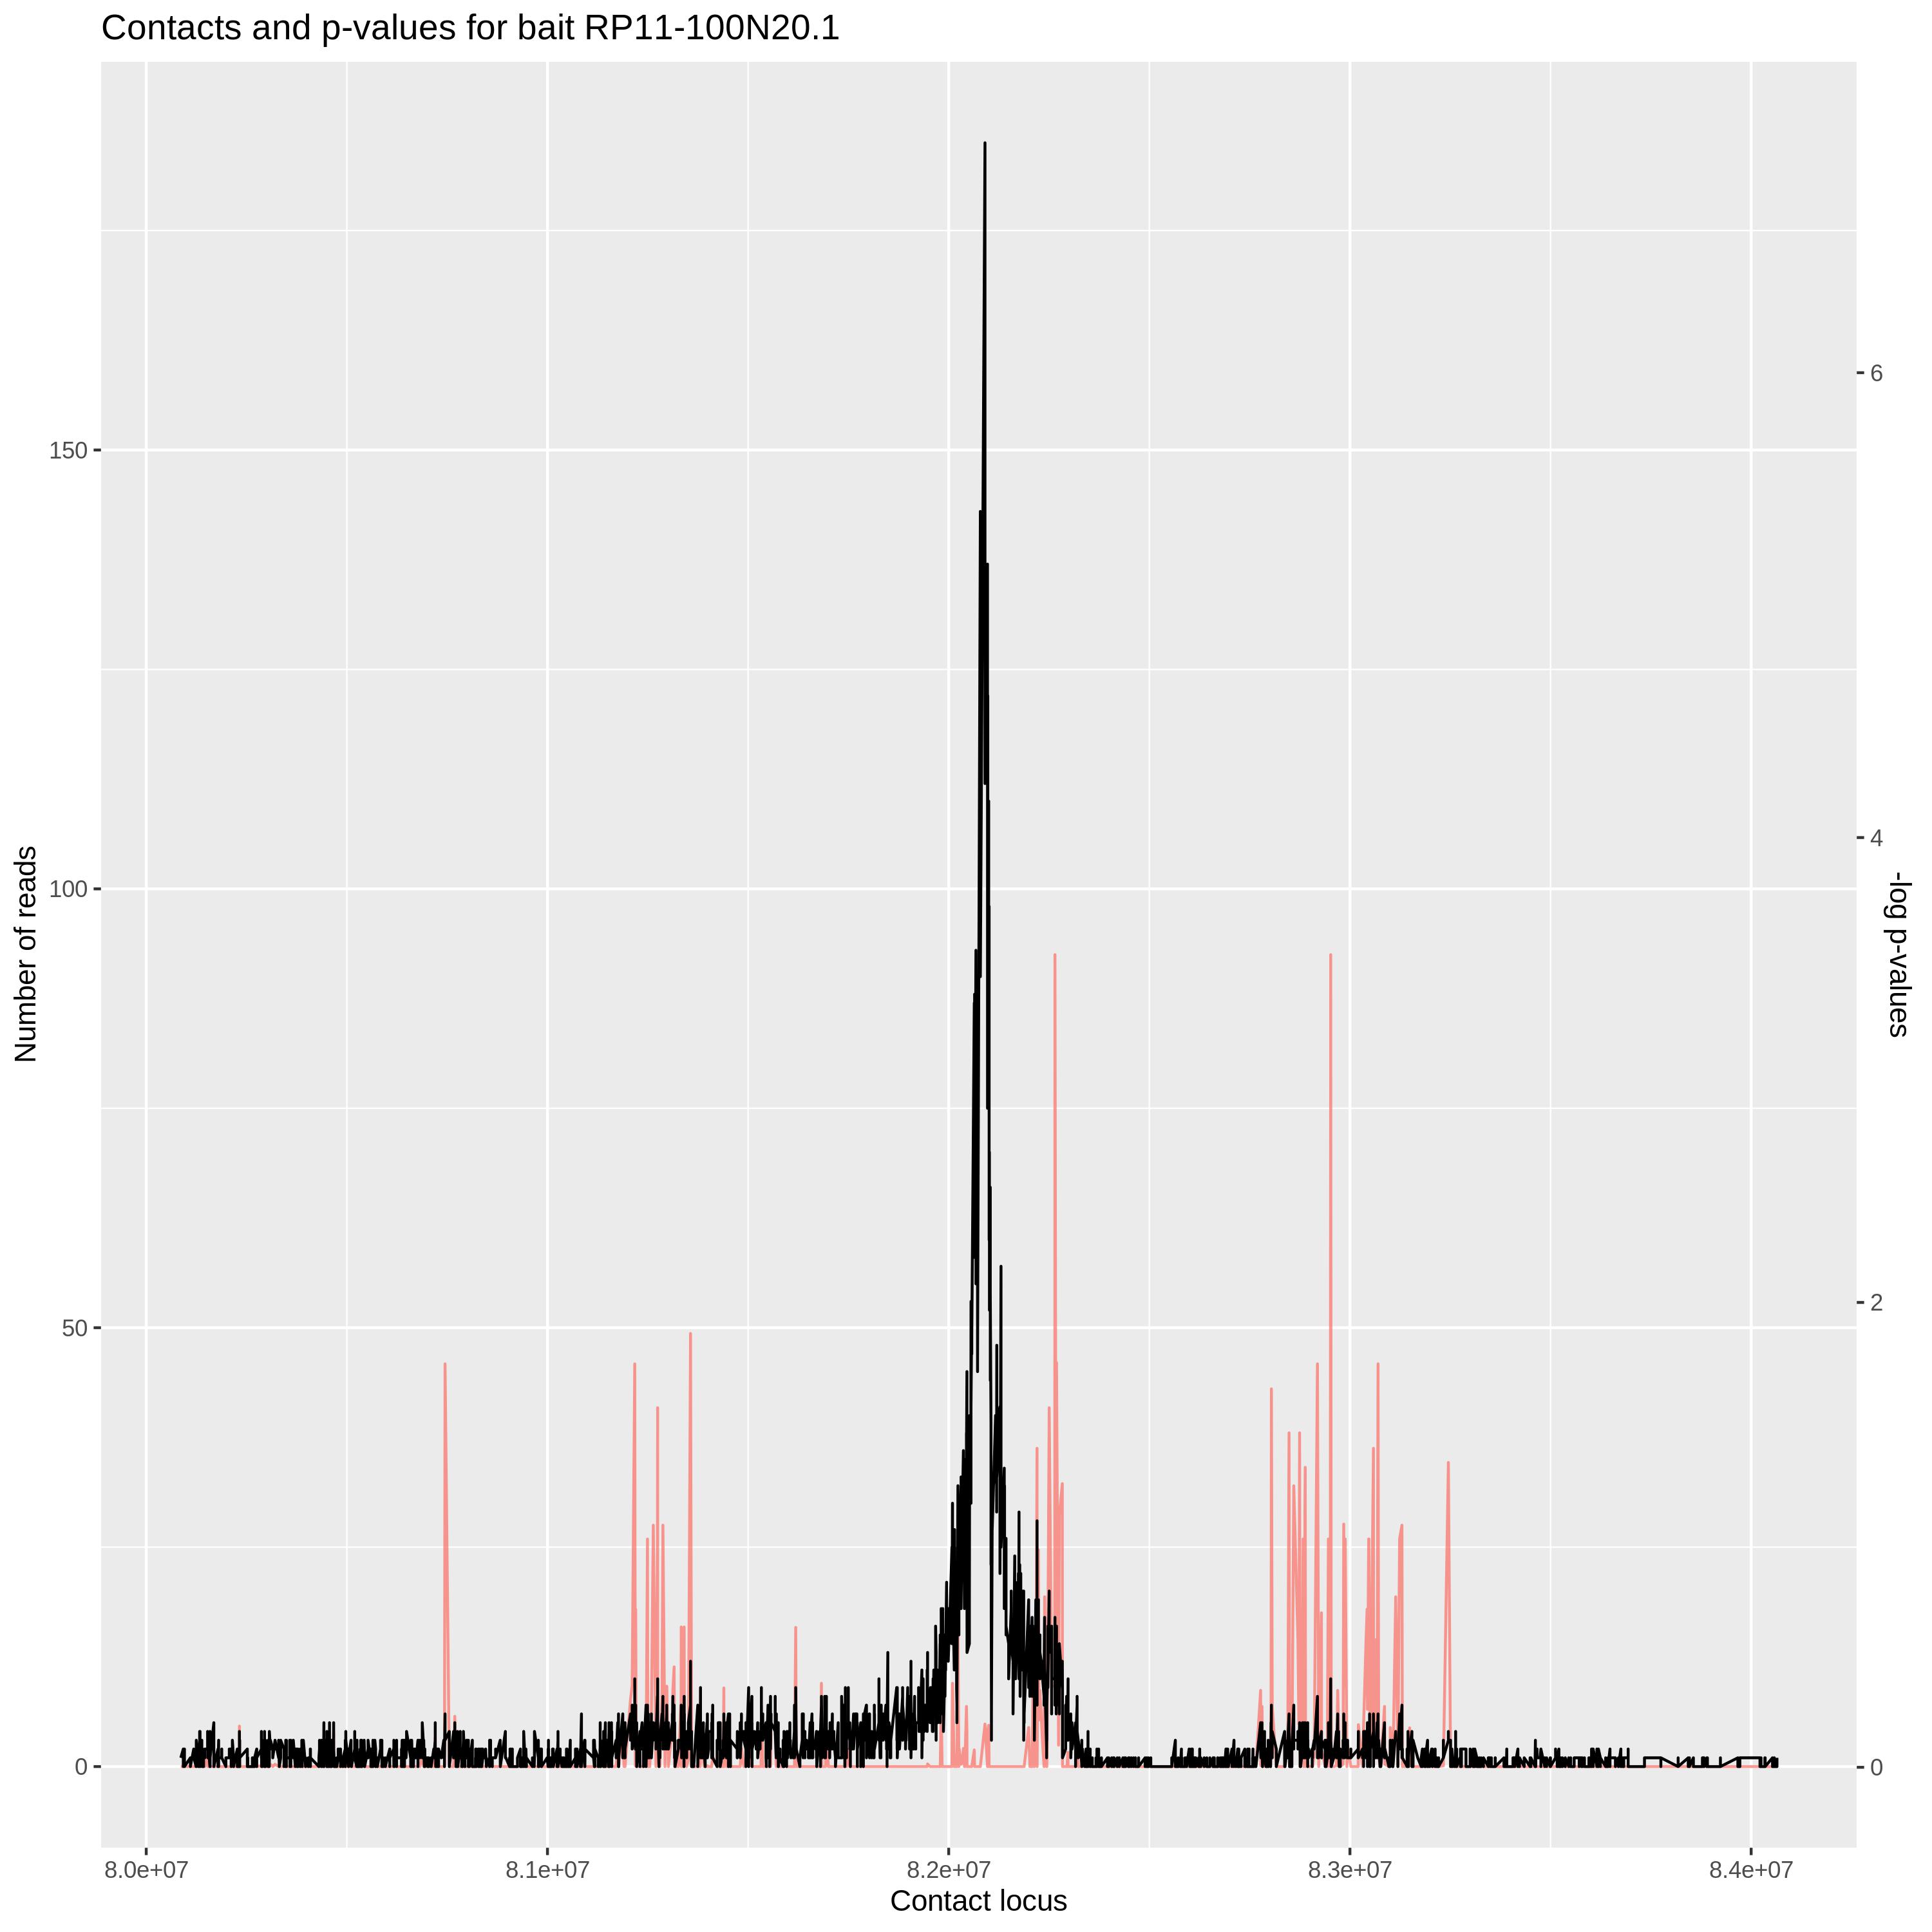 Contacts and p-values for bait RP11-100N20.1
Number of reads
150
100
50
0
6
4
2
0
-log p-values
8.0e+07 8.1e+07 8.2e+07 8.3e+07 8.4e+07
Contact locus